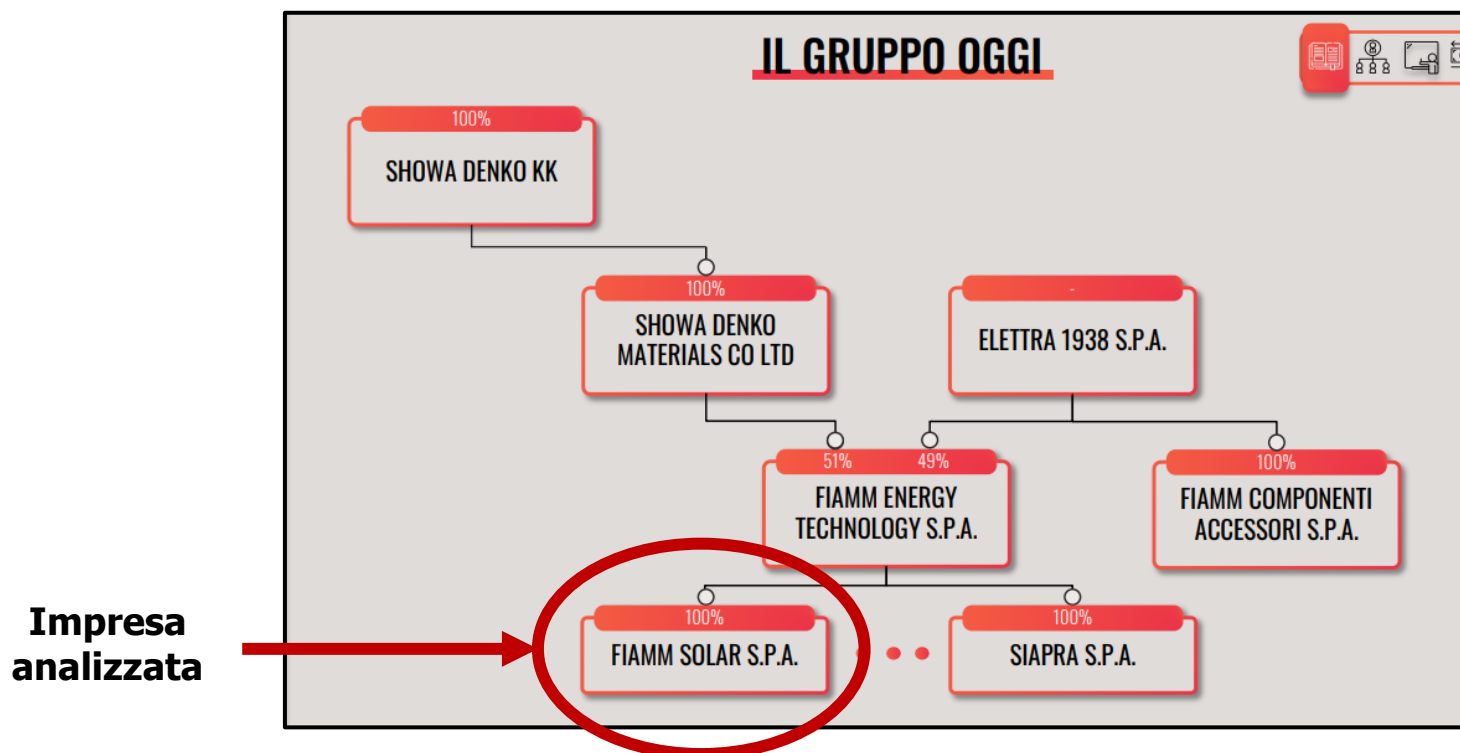 IL GRUPPO OGGI
100%
SHOWA DENKO KK
100%
SHOWA DENKO
MATERIALS CO LTD
-
ELETTRA 1938 S.P.A.
51% 49%
FIAMM ENERGY
TECHNOLOGY S.P.A.
100%
FIAMM COMPONENTI
ACCESSORI S.P.A.
Impresa
analizzata
100%
FIAMM SOLAR S.P.A.
100%
SIAPRA S.P.A.